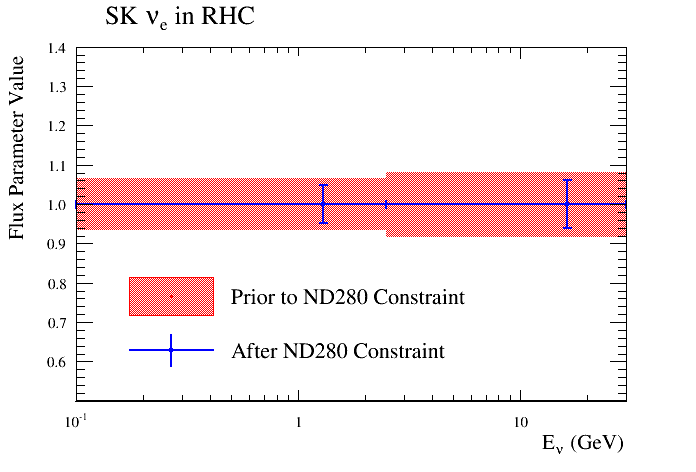 SK νe in RHC
Flux Parameter Value
1.4
1.3
1.2
1.1
1.0
0.9
0.8
0.7
0.6
Prior to ND280 Constraint
After ND280 Constraint
10-1
1
10
Eν (GeV)